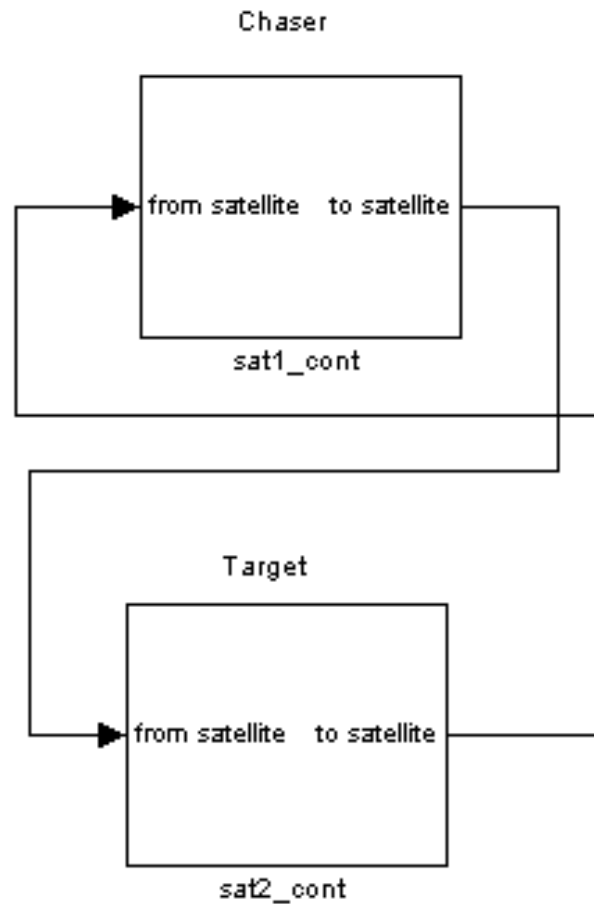 Chaser
from satellite to satellite
sat1_cont
Target
from satellite to satellite
sat2_cont